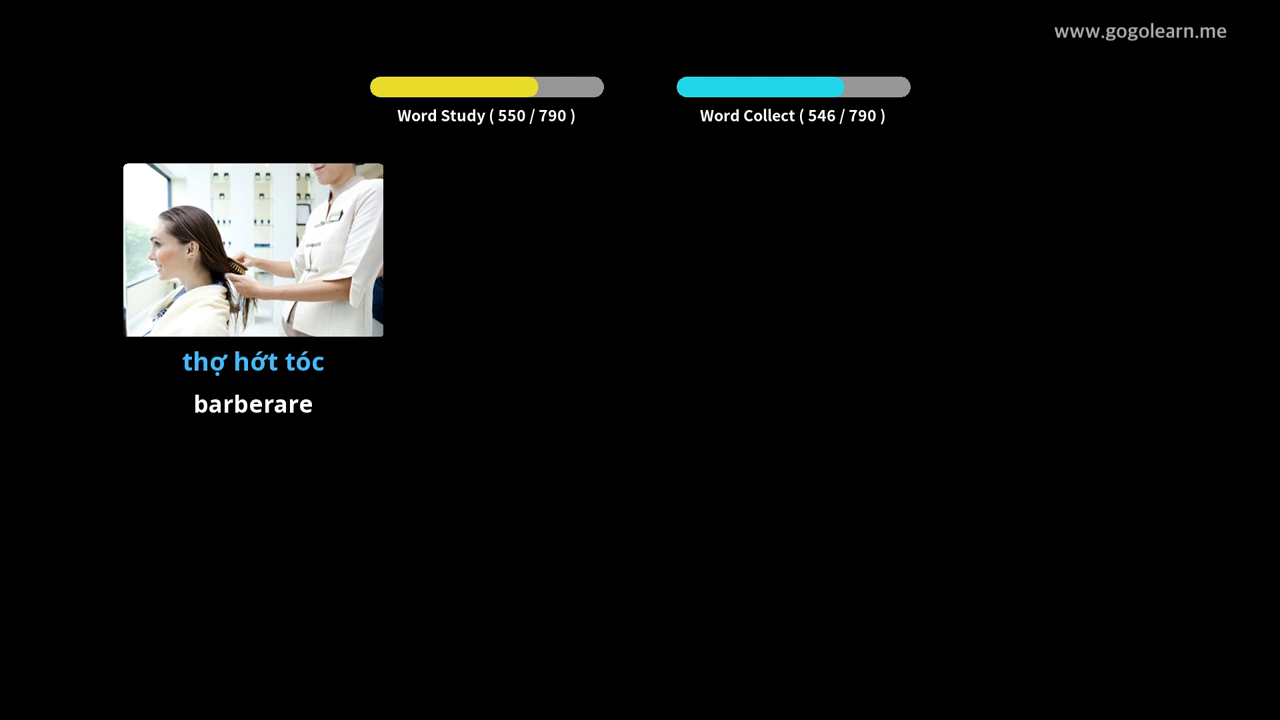 www.gogolearn.me
Word Study ( 550 / 790 )
Word Collect ( 546 / 790 )
thợ hớt tóc
barberare